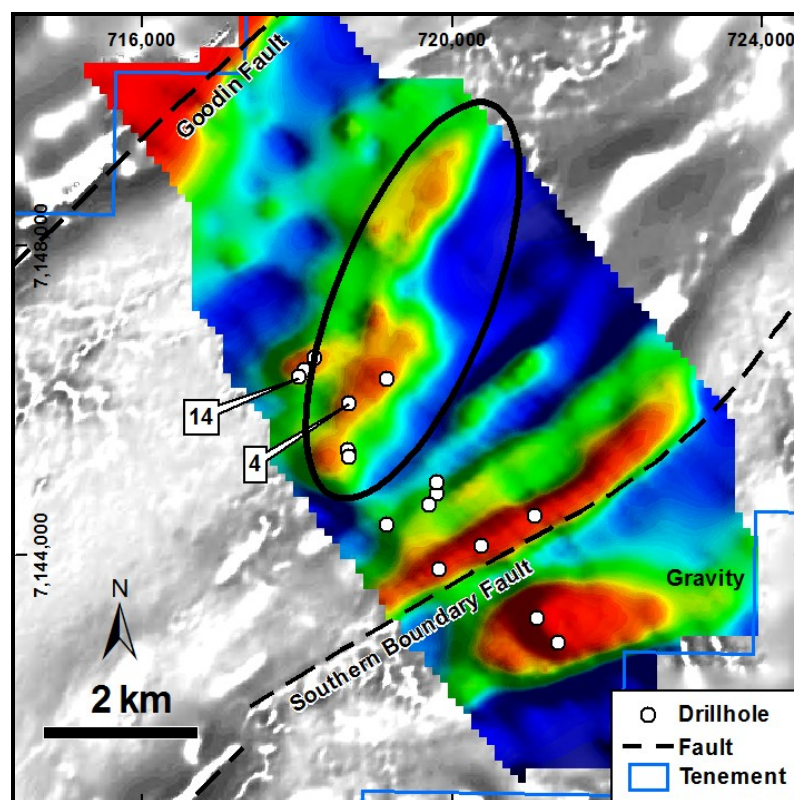 716,000
720,000
724,000
Goodin Fault
7,148,000
14
4
7,144,000
Gravity
Southern Boundary Fault
N
2 km
Drillhole
Fault
Tenement